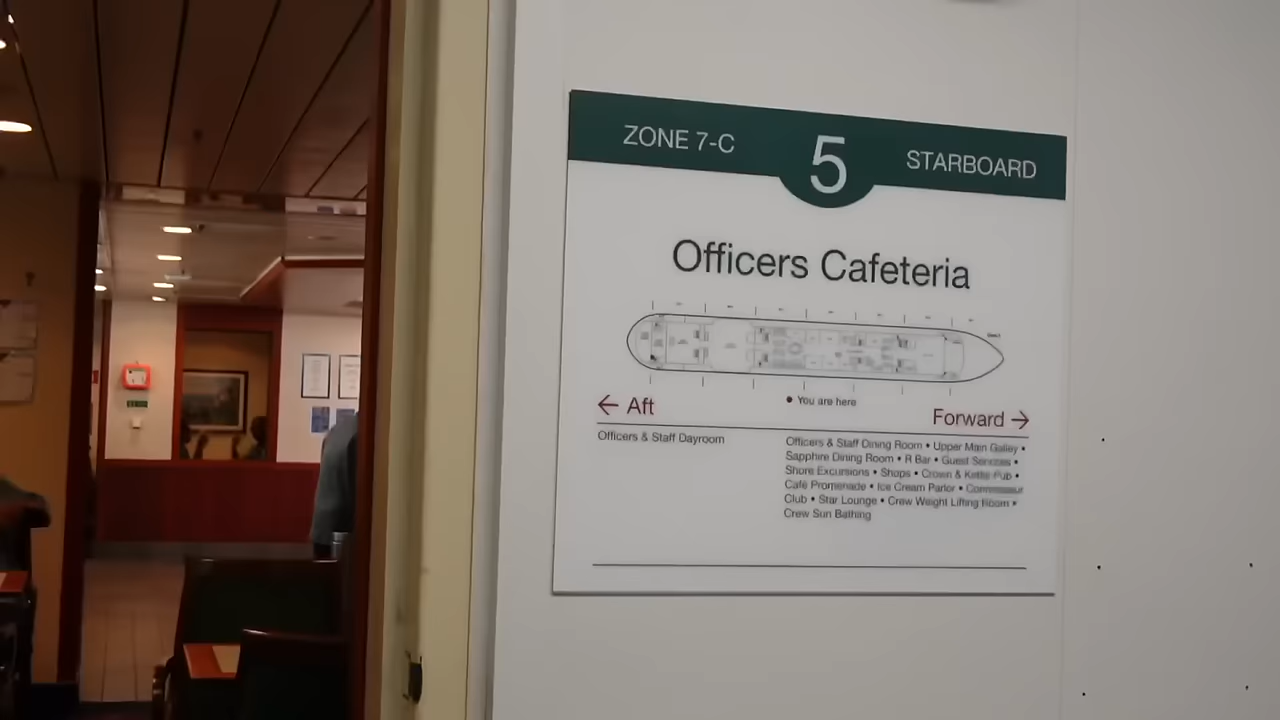 ZONE 7-C
5
STARBOARD
Officers Cafeteria
You are here
← Aft
Forward →
Officers & Staff Dayroom
Officers & Staff Dining Room • Upper Main Galley •
Sapphire Dining Room • R Bar • Guest Services •
Shore Excursions • Shops • Crown & Kettle Pub •
Café Promenade • Ice Cream Parlor • Connoisseur
Club • Star Lounge • Crew Weight Lifting Room •
Crew Sun Bathing